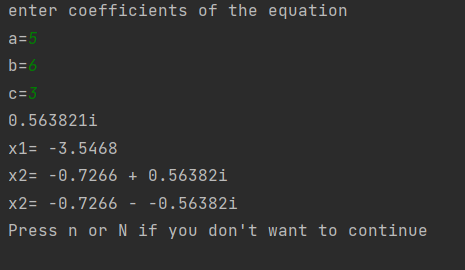 enter coefficients of the equation
a=5
b=6
c=3
0.563821i
x1= -3.5468
x2= -0.7266 + 0.56382i
x2= -0.7266 - -0.56382i
Press n or N if you don't want to continue